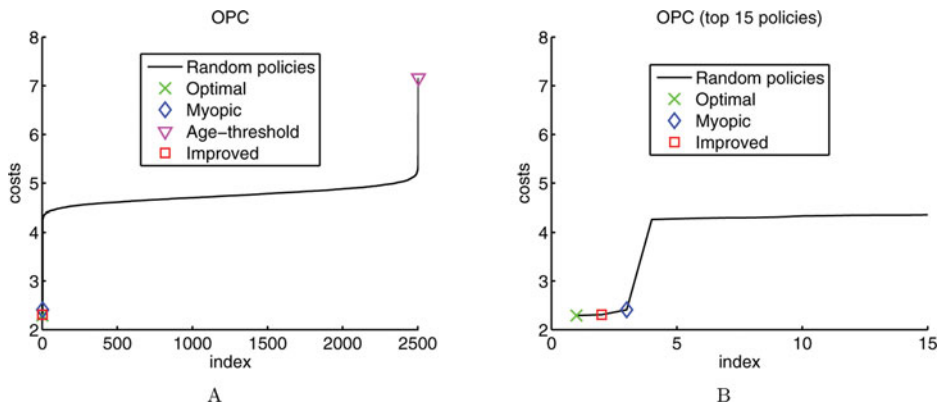 OPC
8
7
6
5
4
3
2
costs
Random policies
Optimal
Myopic
Age-threshold
Improved
0
500
1000
1500
2000
2500
index
A
OPC (top 15 policies)
8
7
6
5
4
3
2
costs
Random policies
Optimal
Myopic
Improved
0
5
10
15
index
B